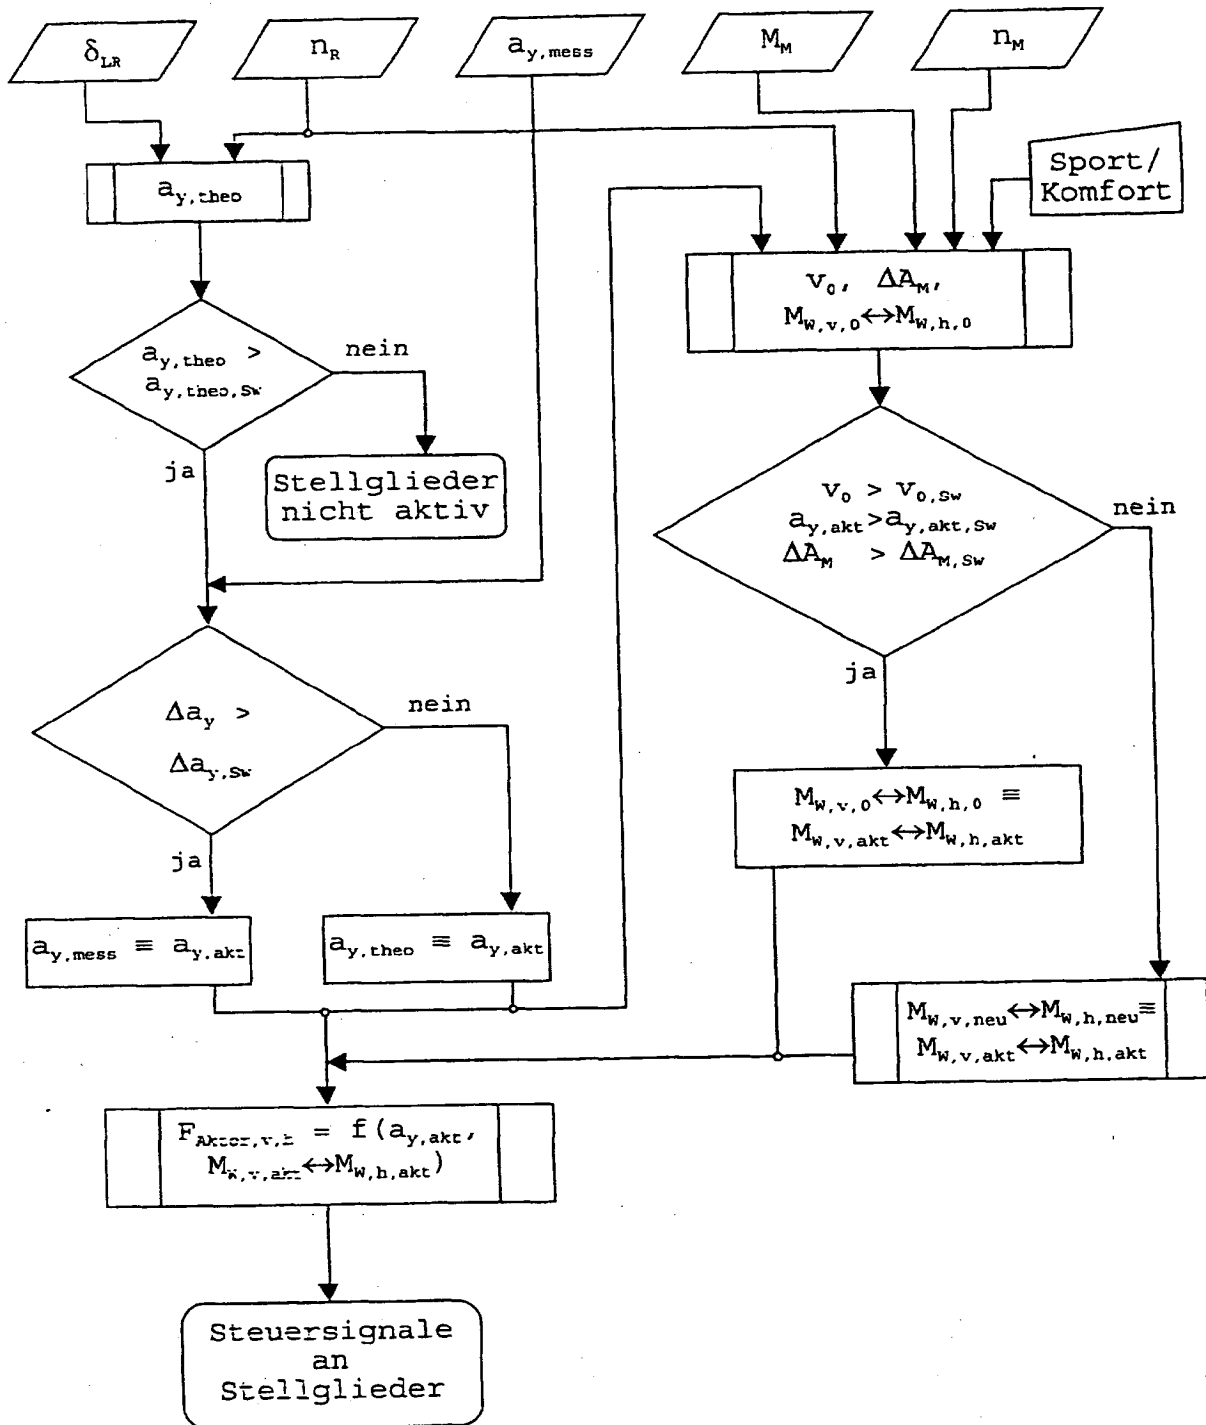 δLR
nR
ay,mess
MM
nM
Sport/
Komfort
ay,theo
v0, ΔAM,
MW,v,0↔MW,h,0
ay,theo >
ay,theo,Sw
nein
ja
Stellglieder
nicht aktiv
v0 > v0,Sw
ay,akt>ay,akt,Sw
ΔAM > ΔAM,Sw
nein
ja
Δay >
Δay,Sw
nein
ja
MW,v,0↔MW,h,0 ≡
MW,v,akt↔MW,h,akt
ay,mess ≡ ay,akt
ay,theo ≡ ay,akt
MW,v,neu↔MW,h,neu≡
MW,v,akt↔MW,h,akt
FAktor,v,h = f(ay,akt,
MW,v,akt↔MW,h,akt)
Steuersignale
an
Stellglieder